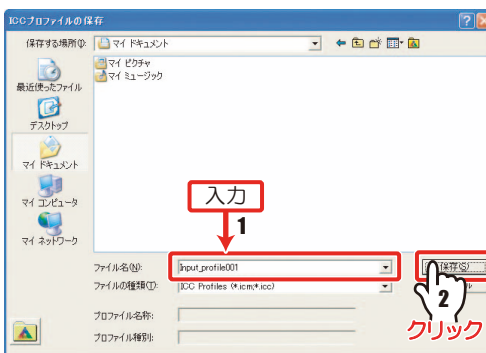 ICCプロファイルの保存
保存する場所(I):
マイ ドキュメント
マイ ピクチャ
マイ ミュージック
最近使ったファイル
デスクトップ
マイ ドキュメント
マイ コンピュータ
マイ ネットワーク
入力
1
ファイル名(N):
Input_profile001
保存(S)
ファイルの種類(T):
ICC Profiles (*.icm;*.icc)
ル
2
クリック
プロファイル名称:
プロファイル種別: